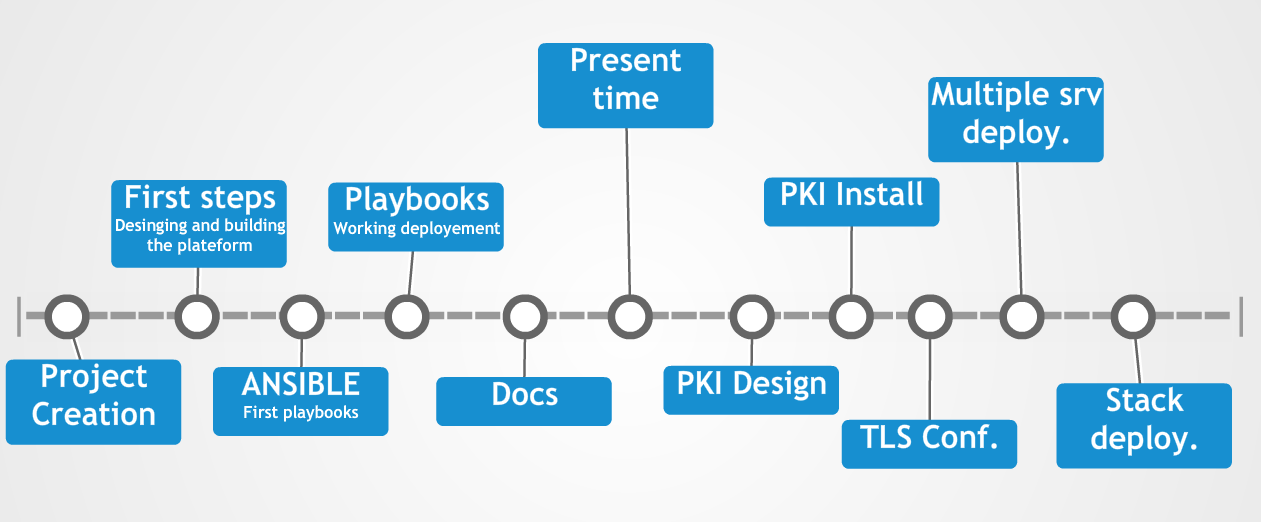 Project
Creation
First steps
Desinging and building
the plateform
ANSIBLE
First playbooks
Playbooks
Working deployement
Docs
Present
time
PKI Design
PKI Install
TLS Conf.
Multiple srv
deploy.
Stack
deploy.